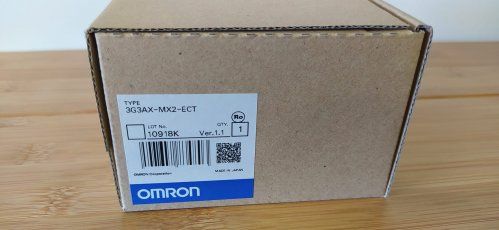 TYPE
3G3AX-MX2-ECT
LOT No. QTY. Ro
10918K Ver.1.1 1
OMRON Corporation MADE IN JAPAN
OMRON